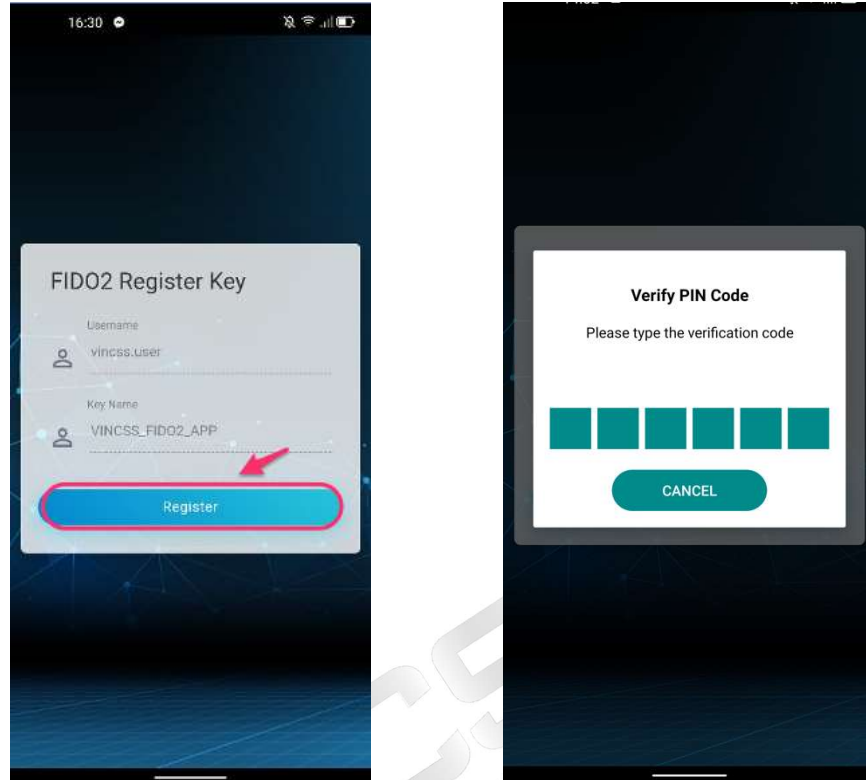 16:30
FIDO2 Register Key
Username
vincss.user
Key Name
VINCSS_FIDO2_APP
Register
Verify PIN Code
Please type the verification code
CANCEL